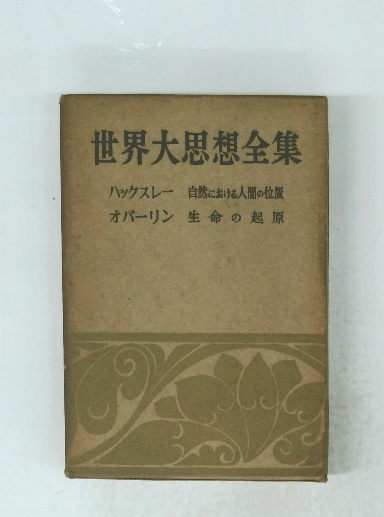 世界大思想全集
ハックスレー 自然における人間の位置
オパーリン 生命の起原